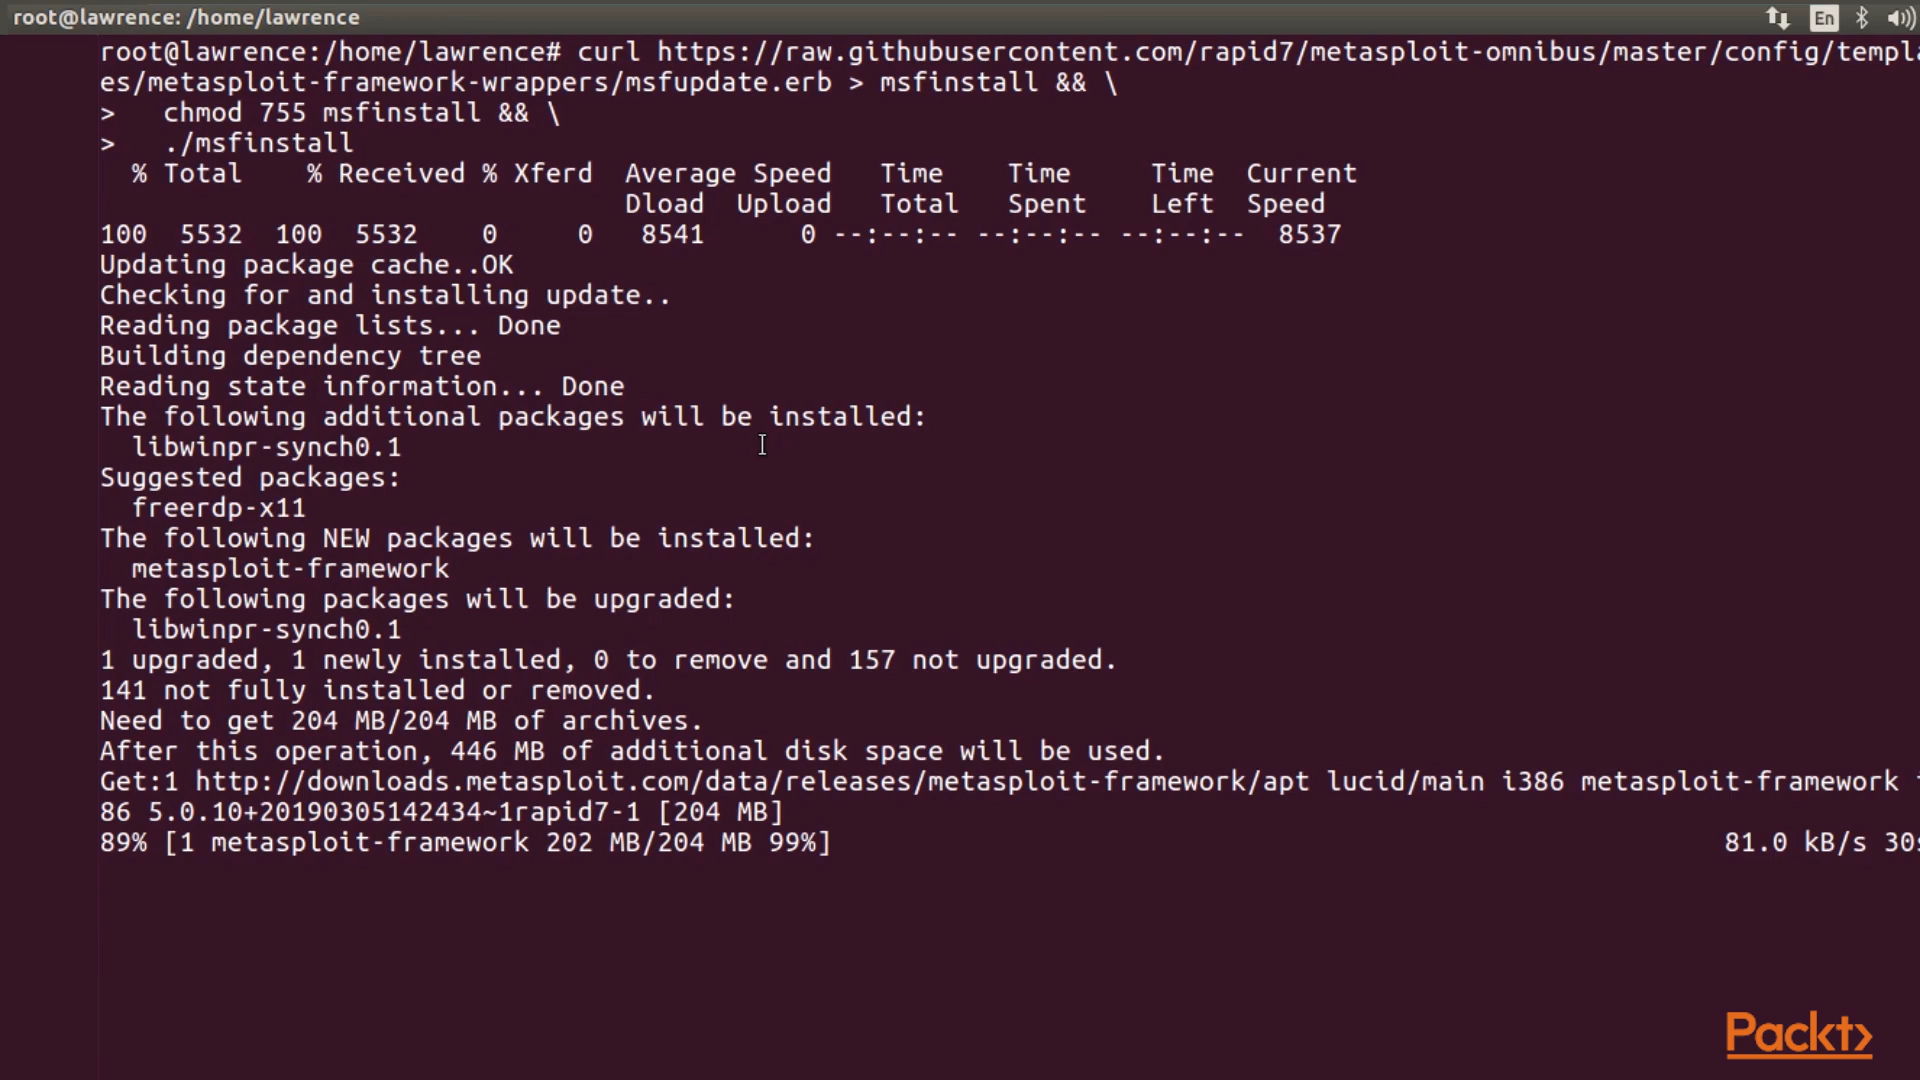 root@lawrence: /home/lawrence
En
root@lawrence:/home/lawrence# curl https://raw.githubusercontent.com/rapid7/metasploit-omnibus/master/config/templa
es/metasploit-framework-wrappers/msfupdate.erb > msfinstall && \
>   chmod 755 msfinstall && \
>   ./msfinstall
  % Total    % Received % Xferd  Average Speed   Time    Time     Time  Current
                                 Dload  Upload   Total   Spent    Left  Speed
100  5532  100  5532    0     0   8541      0 --:--:-- --:--:-- --:--:--  8537
Updating package cache..OK
Checking for and installing update..
Reading package lists... Done
Building dependency tree
Reading state information... Done
The following additional packages will be installed:
  libwinpr-synch0.1
Suggested packages:
  freerdp-x11
The following NEW packages will be installed:
  metasploit-framework
The following packages will be upgraded:
  libwinpr-synch0.1
1 upgraded, 1 newly installed, 0 to remove and 157 not upgraded.
141 not fully installed or removed.
Need to get 204 MB/204 MB of archives.
After this operation, 446 MB of additional disk space will be used.
Get:1 http://downloads.metasploit.com/data/releases/metasploit-framework/apt lucid/main i386 metasploit-framework
86 5.0.10+20190305142434~1rapid7-1 [204 MB]
89% [1 metasploit-framework 202 MB/204 MB 99%] 81.0 kB/s 30s
Packt>